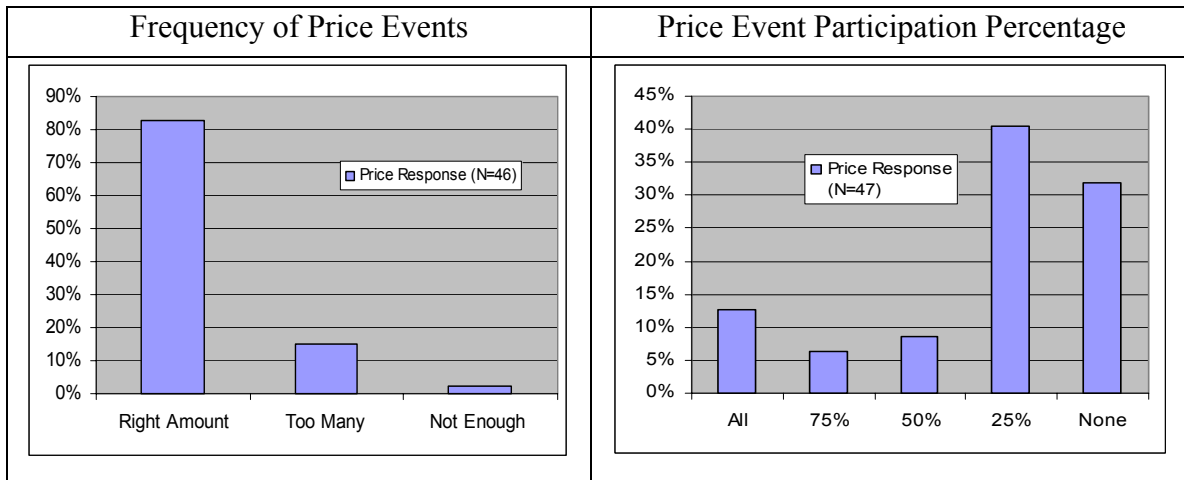 Frequency of Price Events
90%
80%
70%
60%
50%
40%
30%
20%
10%
0%
Price Response (N=46)
Right Amount Too Many Not Enough
Price Event Participation Percentage
45%
40%
35%
30%
25%
20%
15%
10%
5%
0%
Price Response
(N=47)
All 75% 50% 25% None